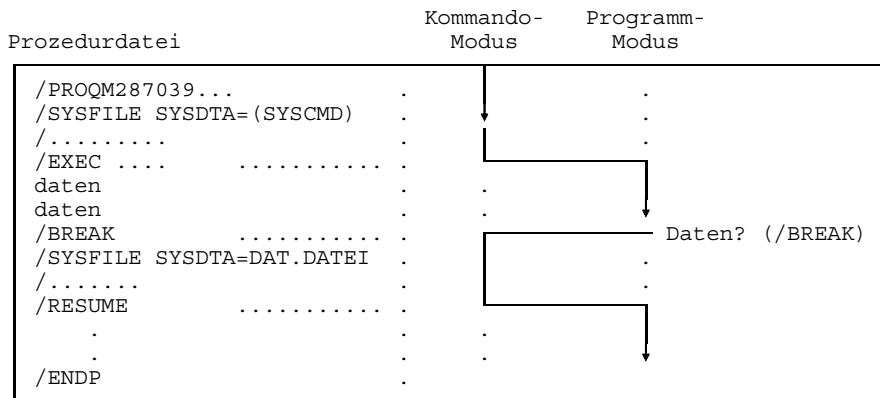 Kommando- Programm-
Prozedurdatei Modus Modus
/PROQM287039... . .
/SYSFILE SYSDTA=(SYSCMD) . .
/......... . .
/EXEC .... ........... .
daten . .
daten . .
/BREAK ........... . Daten? (/BREAK)
/SYSFILE SYSDTA=DAT.DATEI . .
/....... . .
/RESUME ........... .
. . .
. . .
/ENDP .